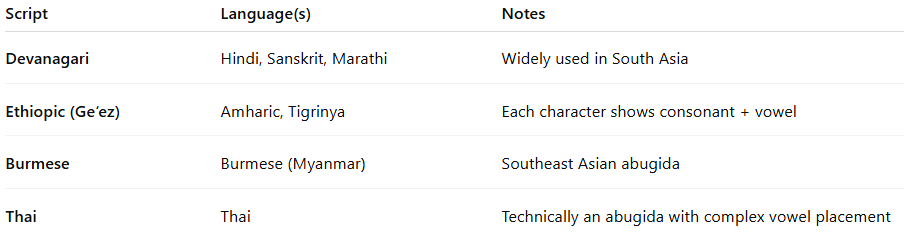 Script Language(s) Notes
Devanagari Hindi, Sanskrit, Marathi Widely used in South Asia
Ethiopic (Ge‘ez) Amharic, Tigrinya Each character shows consonant + vowel
Burmese Burmese (Myanmar) Southeast Asian abugida
Thai Thai Technically an abugida with complex vowel placement